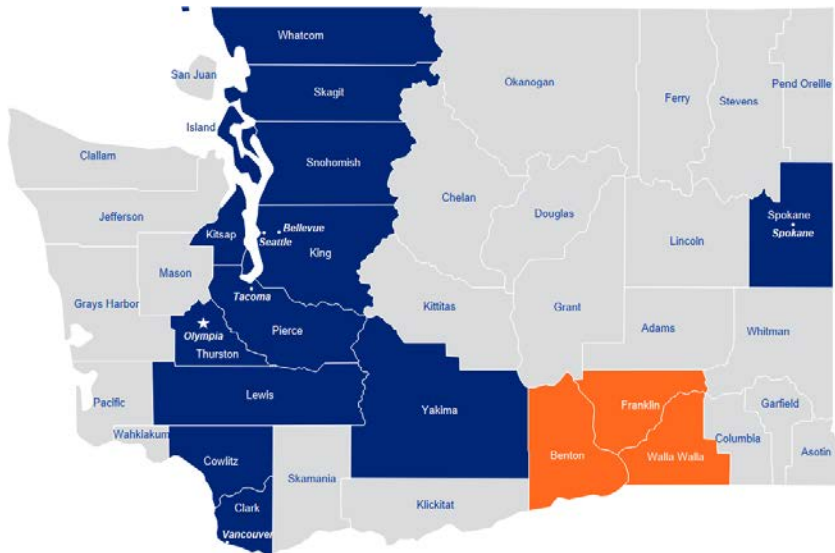 Whatcom
San Juan
Skagit
Okanogan
Ferry
Stevens
Pend Oreille
Island
Snohomish
Clallam
Chelan
Douglas
Jefferson
Kitsap
Bellevue
Seattle
King
Lincoln
Spokane
Spokane
Mason
Grays Harbor
Tacoma
Kittitas
Grant
Adams
Whitman
Olympia
Thurston
Pierce
Pacific
Lewis
Yakima
Franklin
Garfield
Wahkiakum
Benton
Walla Walla
Columbia
Asotin
Cowlitz
Skamania
Klickitat
Clark
Vancouver